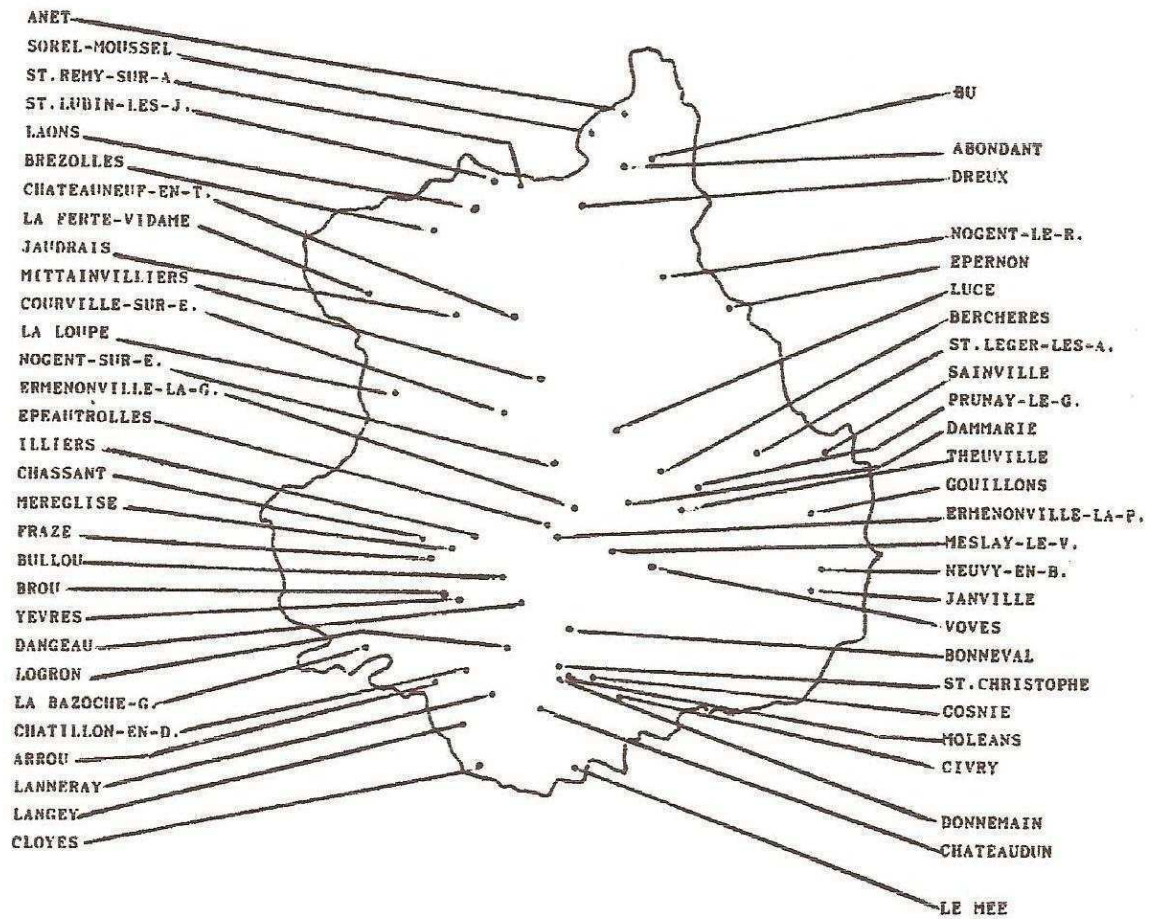 ANET
SOREL-MOUSSEL
ST.REMY-SUR-A
ST.LUBIN-LES-J.
LAONS
BREZOLLES
CHATEAUNEUF-EN-T.
LA FERTE-VIDAME
JAUDRAIS
MITTAINVILLIERS
COURVILLE-SUR-E.
LA LOUPE
NOGENT-SUR-E.
ERMENONVILLE-LA-G.
EPEAUTROLLES
ILLIERS
CHASSANT
MEREGLISE
FRAZE
BULLOU
BROU
YEVRES
DANGEAU
LOGRON
LA BAZOCHE-G.
CHATILLON-EN-D.
ARROU
LANNERAY
LANGEY
CLOYES
BU
ABONDANT
DREUX
NOGENT-LE-R.
EPERNON
LUCE
BERCHERES
ST.LEGER-LES-A.
SAINVILLE
PRUNAY-LE-G.
DAMMARIE
THEUVILLE
GOUILLONS
ERMENONVILLE-LA-P.
MESLAY-LE-V.
NEUVY-EN-B.
JANVILLE
VOVES
BONNEVAL
ST.CHRISTOPHE
COSNIE
MOLEANS
CIVRY
DONNEMAIN
CHATEAUDUN
LE MEE